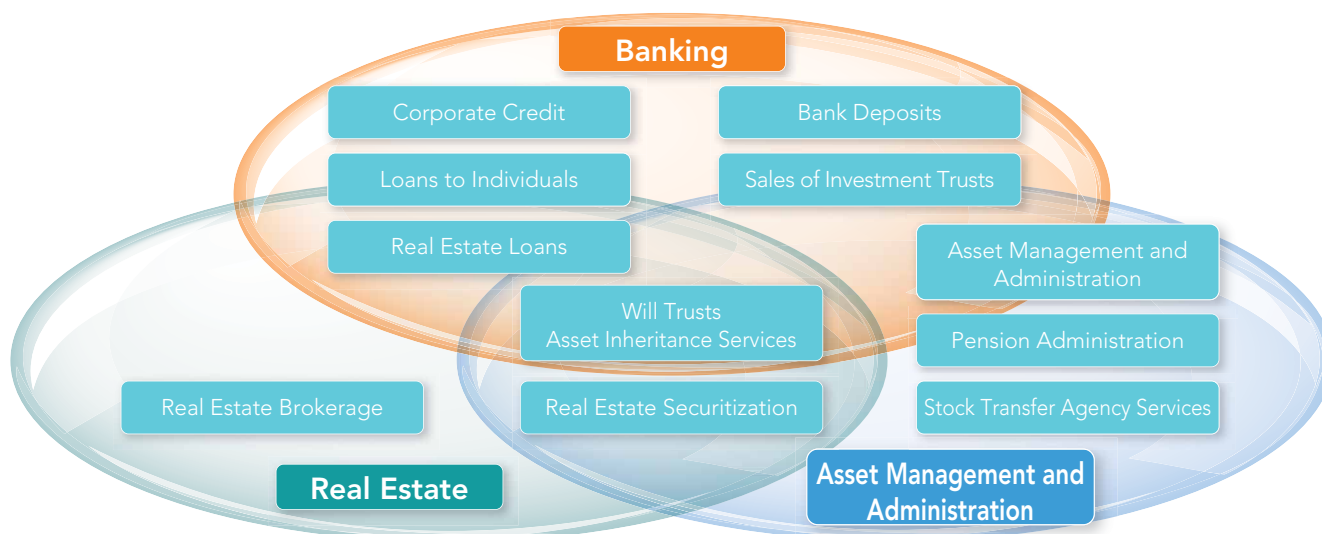 Banking
Corporate Credit
Bank Deposits
Loans to Individuals
Sales of Investment Trusts
Real Estate Loans
Asset Management and
Administration
Will Trusts
Asset Inheritance Services
Pension Administration
Real Estate Brokerage
Real Estate Securitization
Stock Transfer Agency Services
Real Estate
Asset Management and
Administration